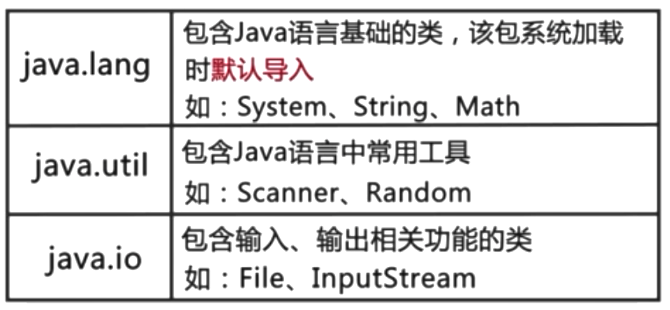 java.lang
包含Java语言基础的类，该包系统加载
时默认导入
如：System、String、Math
java.util
包含Java语言中常用工具
如：Scanner、Random
java.io
包含输入、输出相关功能的类
如：File、InputStream